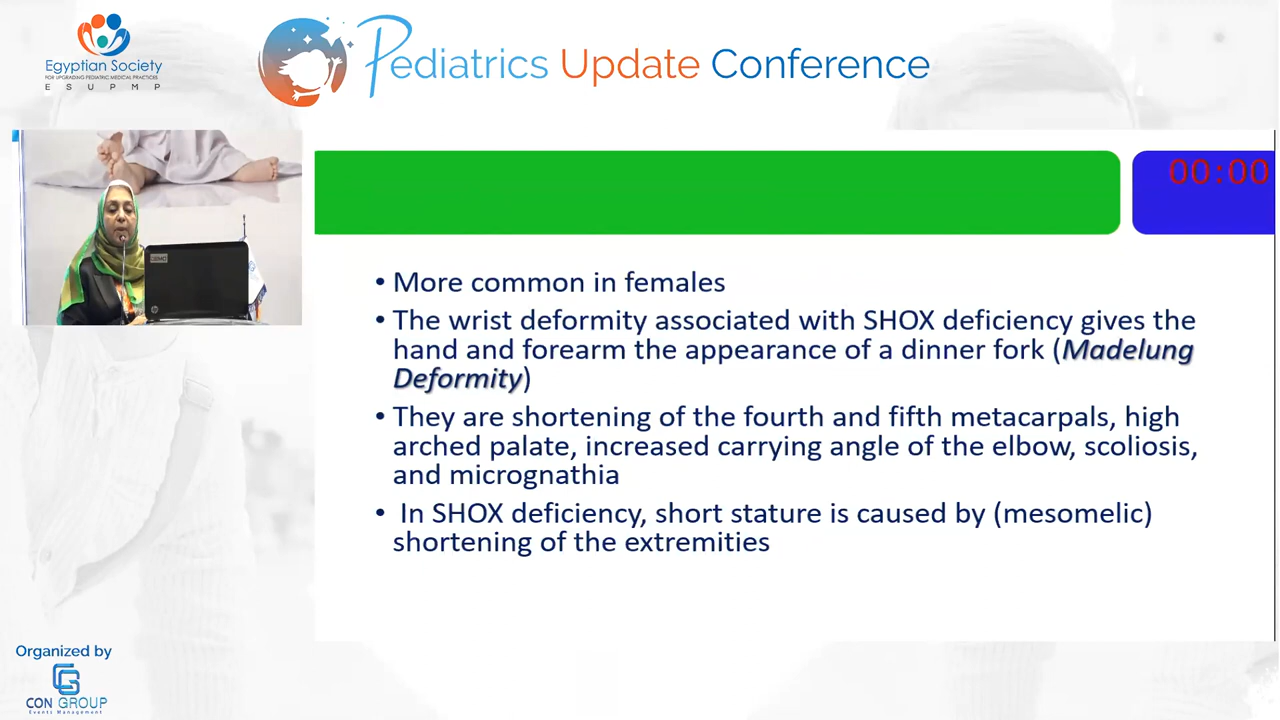 Egyptian Society
FOR UPGRADING PEDIATRIC MEDICAL PRACTICES
E S U P M P
Pediatrics Update Conference
00:00
• More common in females
• The wrist deformity associated with SHOX deficiency gives the
hand and forearm the appearance of a dinner fork (Madelung
Deformity)
• They are shortening of the fourth and fifth metacarpals, high
arched palate, increased carrying angle of the elbow, scoliosis,
and micrognathia
• In SHOX deficiency, short stature is caused by (mesomelic)
shortening of the extremities
Organized by
CON GROUP
Events Management